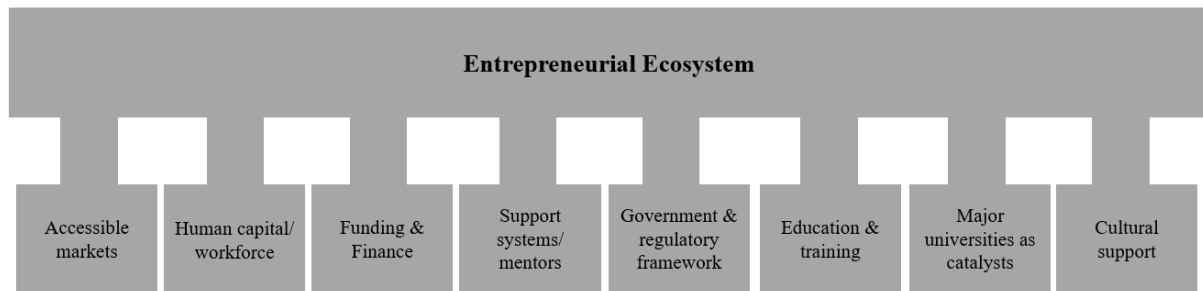 Entrepreneurial Ecosystem
Accessible
markets
Human capital/
workforce
Funding &
Finance
Support
systems/
mentors
Government &
regulatory
framework
Education &
training
Major
universities as
catalysts
Cultural
support